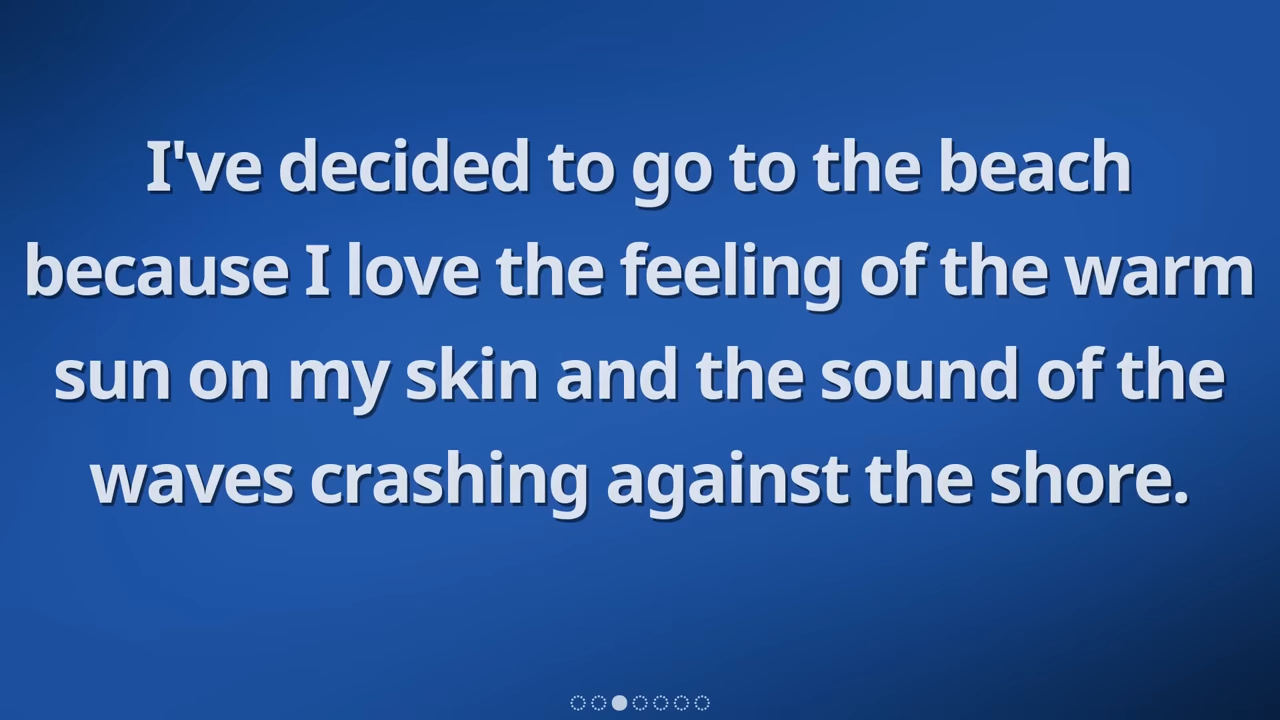 I've decided to go to the beach
because I love the feeling of the warm
sun on my skin and the sound of the
waves crashing against the shore.